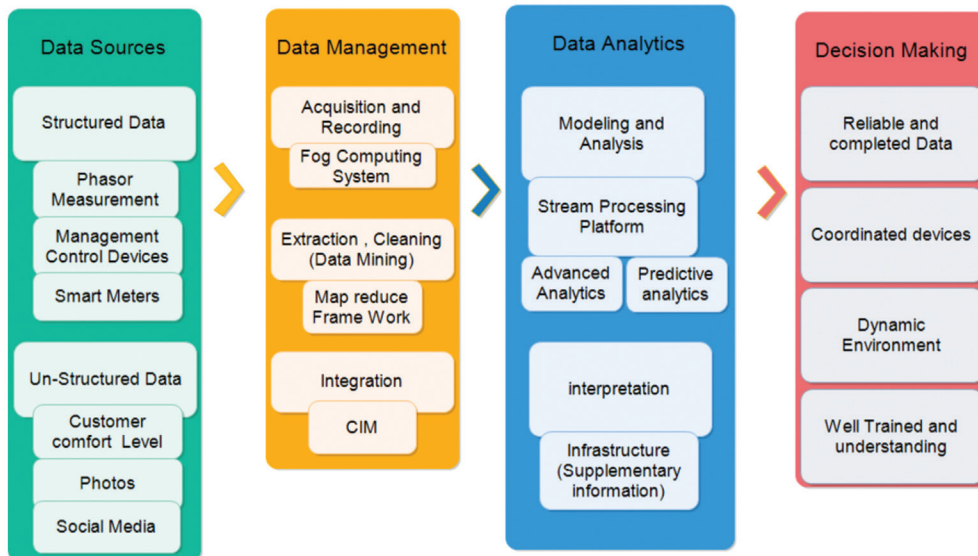 Data Sources
Structured Data
Phasor
Measurement
Management
Control Devices
Smart Meters
Un-Structured Data
Customer
comfort Level
Photos
Social Media
Data Management
Acquisition and
Recording
Fog Computing
System
Extraction , Cleaning
(Data Mining)
Map reduce
Frame Work
Integration
CIM
Data Analytics
Modeling and
Analysis
Stream Processing
Platform
Advanced
Analytics
Predictive
analytics
interpretation
Infrastructure
(Supplementary
information)
Decision Making
Reliable and
completed Data
Coordinated devices
Dynamic
Environment
Well Trained and
understanding